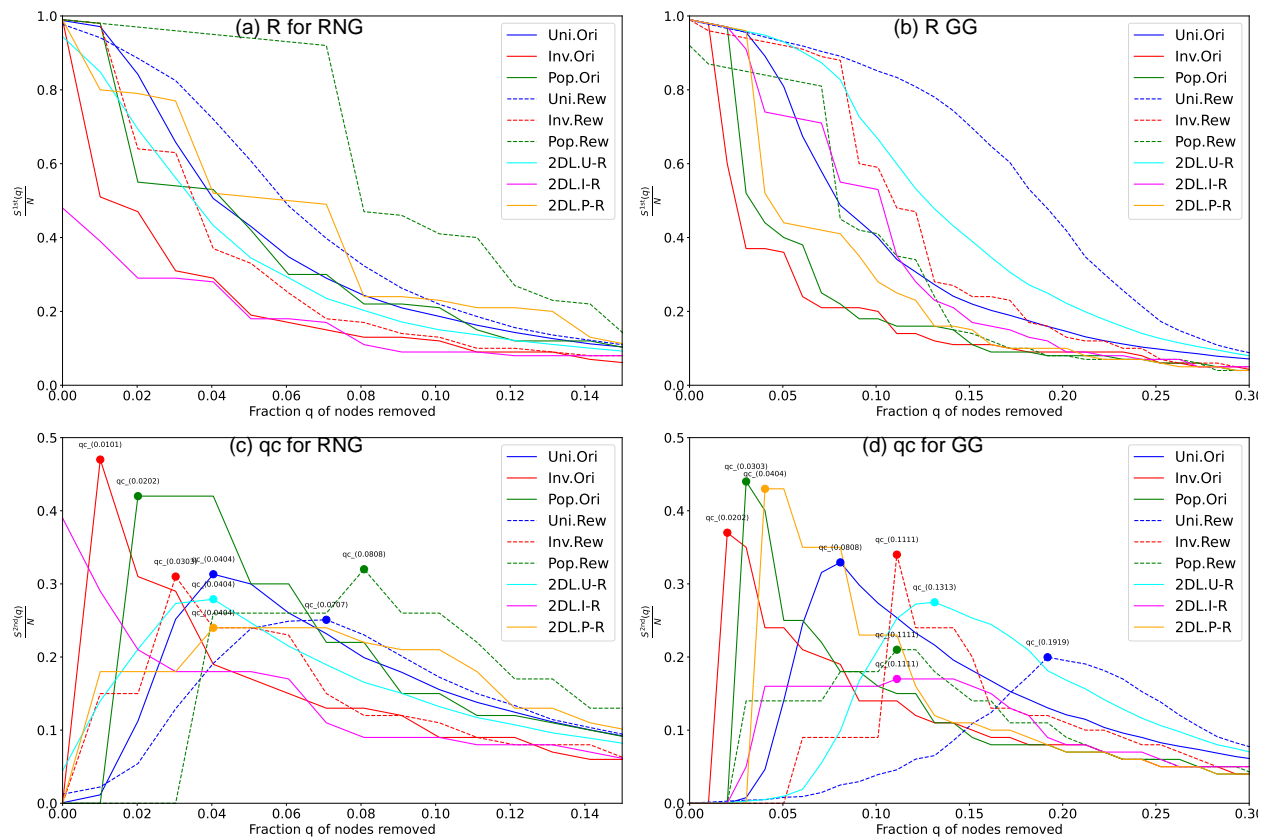 (a) R for RNG
1.0
0.8
0.6
0.4
0.2
0.0
S^{1st}(q)
N
0.00 0.02 0.04 0.06 0.08 0.10 0.12 0.14
Fraction q of nodes removed
Uni.Ori
Inv.Ori
Pop.Ori
Uni.Rew
Inv.Rew
Pop.Rew
2DL.U-R
2DL.I-R
2DL.P-R
(b) R GG
1.0
0.8
0.6
0.4
0.2
0.0
S^{1st}(q)
N
0.00 0.05 0.10 0.15 0.20 0.25 0.30
Fraction q of nodes removed
Uni.Ori
Inv.Ori
Pop.Ori
Uni.Rew
Inv.Rew
Pop.Rew
2DL.U-R
2DL.I-R
2DL.P-R
(c) qc for RNG
0.5
0.4
0.3
0.2
0.1
0.0
S^{2nd}(q)
N
qc_(0.0101)
qc_(0.0202)
qc_(0.0303)
qc_(0.0404)
qc_(0.0808)
qc_(0.0404)
qc_(0.0404)
qc_(0.0707)
0.00 0.02 0.04 0.06 0.08 0.10 0.12 0.14
Fraction q of nodes removed
Uni.Ori
Inv.Ori
Pop.Ori
Uni.Rew
Inv.Rew
Pop.Rew
2DL.U-R
2DL.I-R
2DL.P-R
(d) qc for GG
0.5
0.4
0.3
0.2
0.1
0.0
S^{2nd}(q)
N
qc_(0.0303)
qc_(0.0404)
qc_(0.0202)
qc_(0.0808)
qc_(0.1111)
qc_(0.1313)
qc_(0.1111)
qc_(0.1111)
qc_(0.1919)
0.00 0.05 0.10 0.15 0.20 0.25 0.30
Fraction q of nodes removed
Uni.Ori
Inv.Ori
Pop.Ori
Uni.Rew
Inv.Rew
Pop.Rew
2DL.U-R
2DL.I-R
2DL.P-R